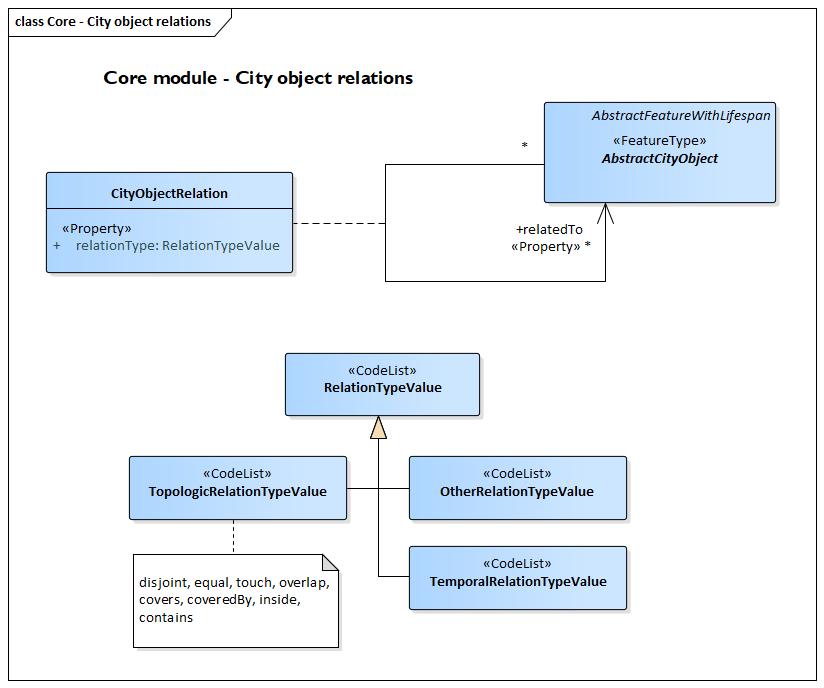 class Core - City object relations
Core module - City object relations
AbstractFeatureWithLifespan
«FeatureType»
AbstractCityObject
*
CityObjectRelation
«Property»
+ relationType: RelationTypeValue
+relatedTo
«Property» *
«CodeList»
RelationTypeValue
«CodeList»
TopologicRelationTypeValue
«CodeList»
OtherRelationTypeValue
«CodeList»
TemporalRelationTypeValue
disjoint, equal, touch, overlap,
covers, coveredBy, inside,
contains